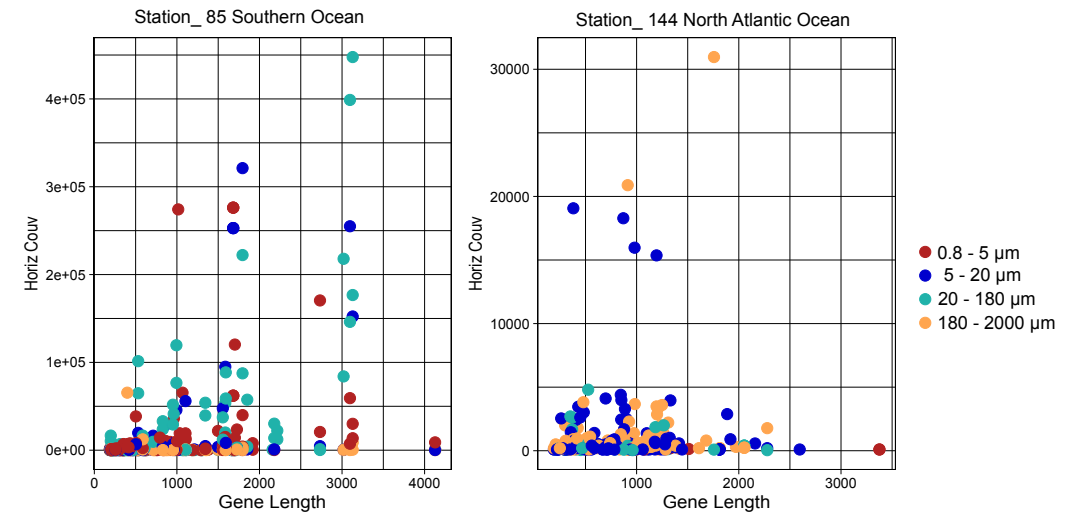 Station_ 85 Southern Ocean
Horiz Couv
4e+05
3e+05
2e+05
1e+05
0e+00
0 1000 2000 3000 4000
Gene Length
Station_ 144 North Atlantic Ocean
Horiz Couv
30000
20000
10000
0
1000 2000 3000
Gene Length
0.8 - 5 µm
5 - 20 µm
20 - 180 µm
180 - 2000 µm